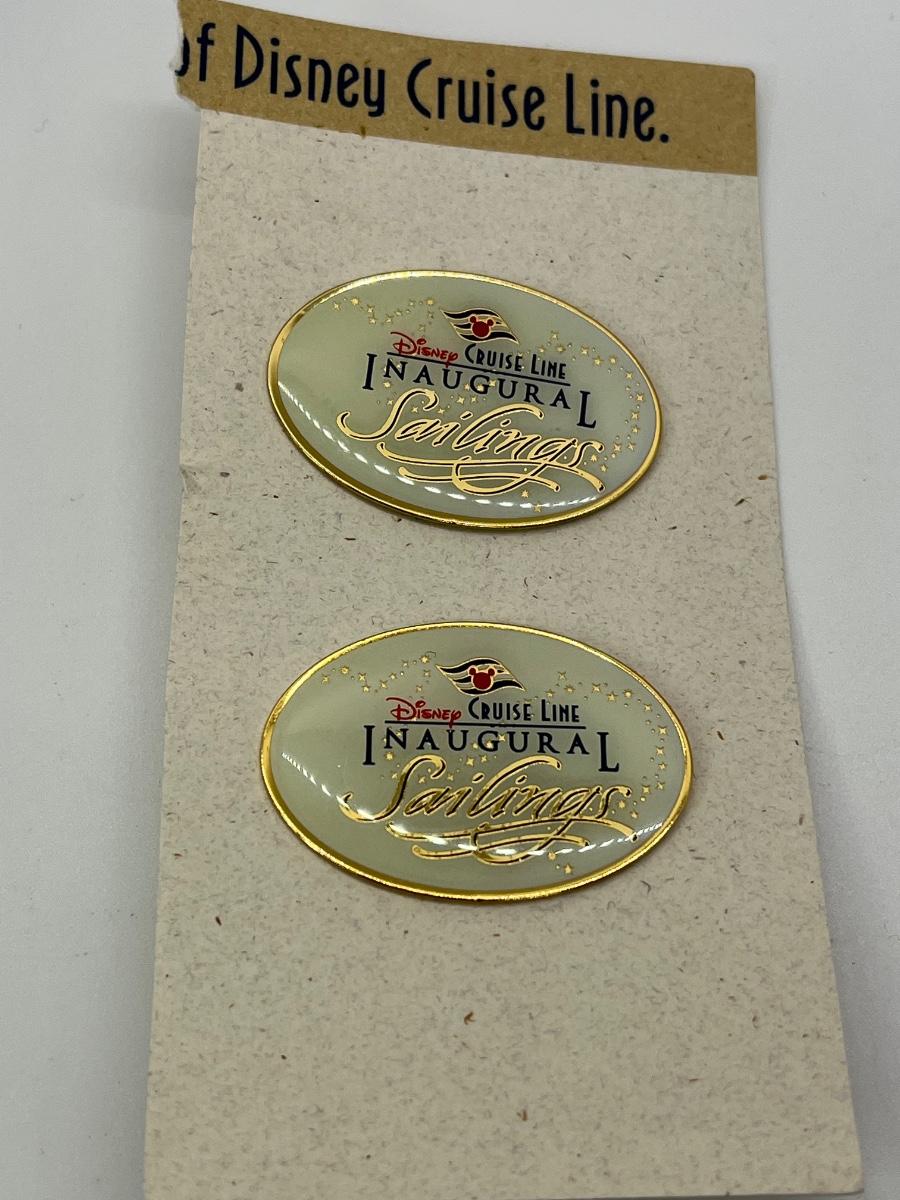 of Disney Cruise Line.
Disney Cruise Line
Inaugural
Sailings
Disney Cruise Line
Inaugural
Sailings